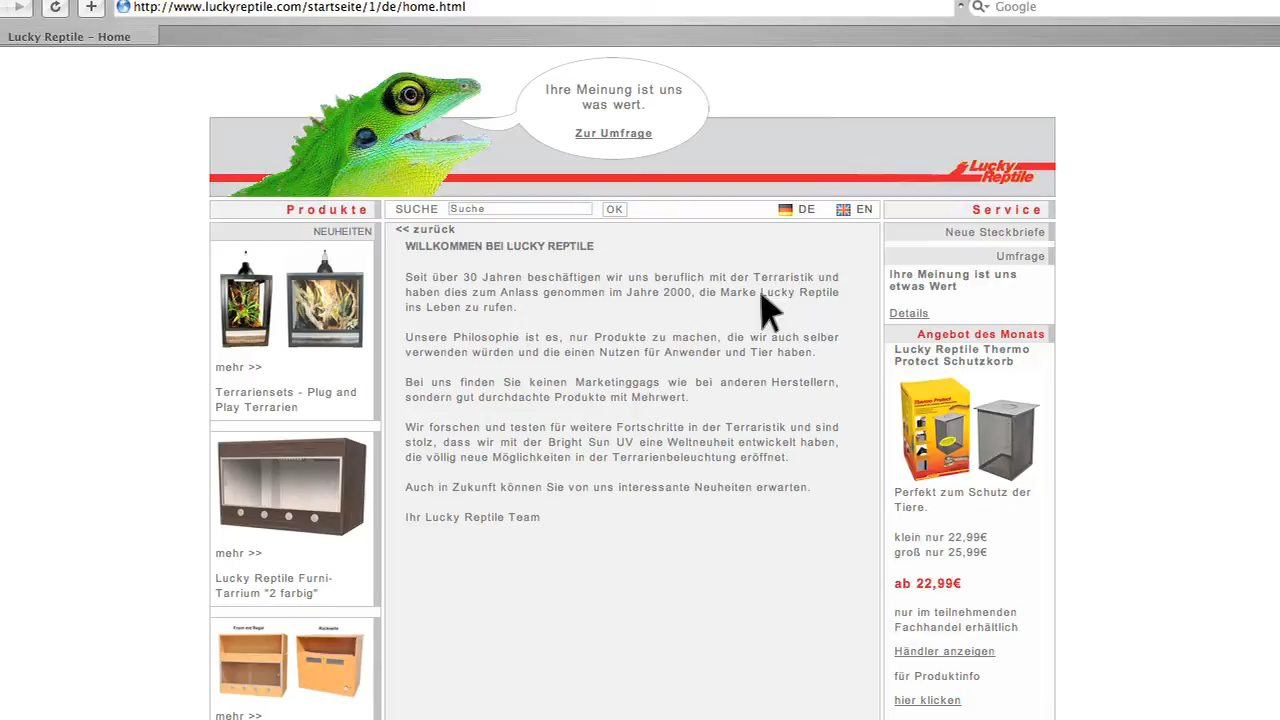 http://www.luckyreptile.com/startseite/1/de/home.html
Google
Lucky Reptile – Home
Ihre Meinung ist uns
was wert.
Zur Umfrage
Lucky
Reptile
Produkte
SUCHE
Suche
OK
DE
EN
Service
NEUHEITEN
mehr >>
Terrariensets - Plug and
Play Terrarien
mehr >>
Lucky Reptile Furni-
Tarrium "2 farbig"
Front mit Regal
Rückseite
mehr >>
<< zurück
WILLKOMMEN BEI LUCKY REPTILE
Seit über 30 Jahren beschäftigen wir uns beruflich mit der Terraristik und
haben dies zum Anlass genommen im Jahre 2000, die Marke Lucky Reptile
ins Leben zu rufen.
Unsere Philosophie ist es, nur Produkte zu machen, die wir auch selber
verwenden würden und die einen Nutzen für Anwender und Tier haben.
Bei uns finden Sie keinen Marketinggags wie bei anderen Herstellern,
sondern gut durchdachte Produkte mit Mehrwert.
Wir forschen und testen für weitere Fortschritte in der Terraristik und sind
stolz, dass wir mit der Bright Sun UV eine Weltneuheit entwickelt haben,
die völlig neue Möglichkeiten in der Terrarienbeleuchtung eröffnet.
Auch in Zukunft können Sie von uns interessante Neuheiten erwarten.
Ihr Lucky Reptile Team
Neue Steckbriefe
Umfrage
Ihre Meinung ist uns
etwas Wert
Details
Angebot des Monats
Lucky Reptile Thermo
Protect Schutzkorb
Thermo Protect
Perfekt zum Schutz der
Tiere.
klein nur 22,99€
groß nur 25,99€
ab 22,99€
nur im teilnehmenden
Fachhandel erhältlich
Händler anzeigen
für Produktinfo
hier klicken